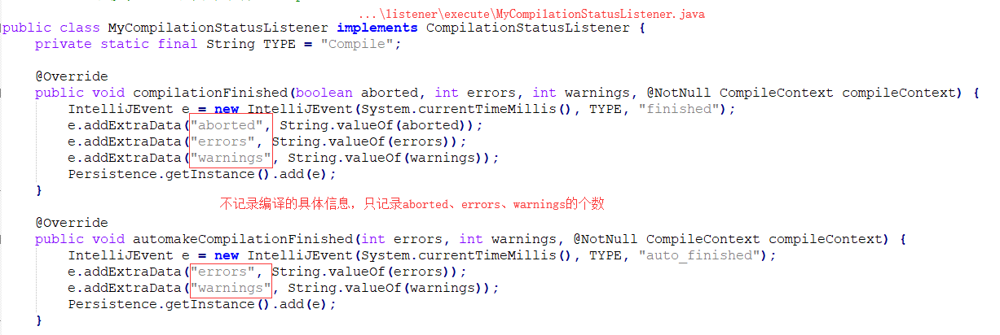 ...\listener\execute\MyCompilationStatusListener.java
public class MyCompilationStatusListener implements CompilationStatusListener {
private static final String TYPE = "Compile";
@Override
public void compilationFinished(boolean aborted, int errors, int warnings, @NotNull CompileContext compileContext) {
IntelliJEvent e = new IntelliJEvent(System.currentTimeMillis(), TYPE, "finished");
e.addExtraData("aborted", String.valueOf(aborted));
e.addExtraData("errors", String.valueOf(errors));
e.addExtraData("warnings", String.valueOf(warnings));
Persistence.getInstance().add(e);
}
不记录编译的具体信息，只记录aborted、errors、warnings的个数
@Override
public void automakeCompilationFinished(int errors, int warnings, @NotNull CompileContext compileContext) {
IntelliJEvent e = new IntelliJEvent(System.currentTimeMillis(), TYPE, "auto_finished");
e.addExtraData("errors", String.valueOf(errors));
e.addExtraData("warnings", String.valueOf(warnings));
Persistence.getInstance().add(e);
}